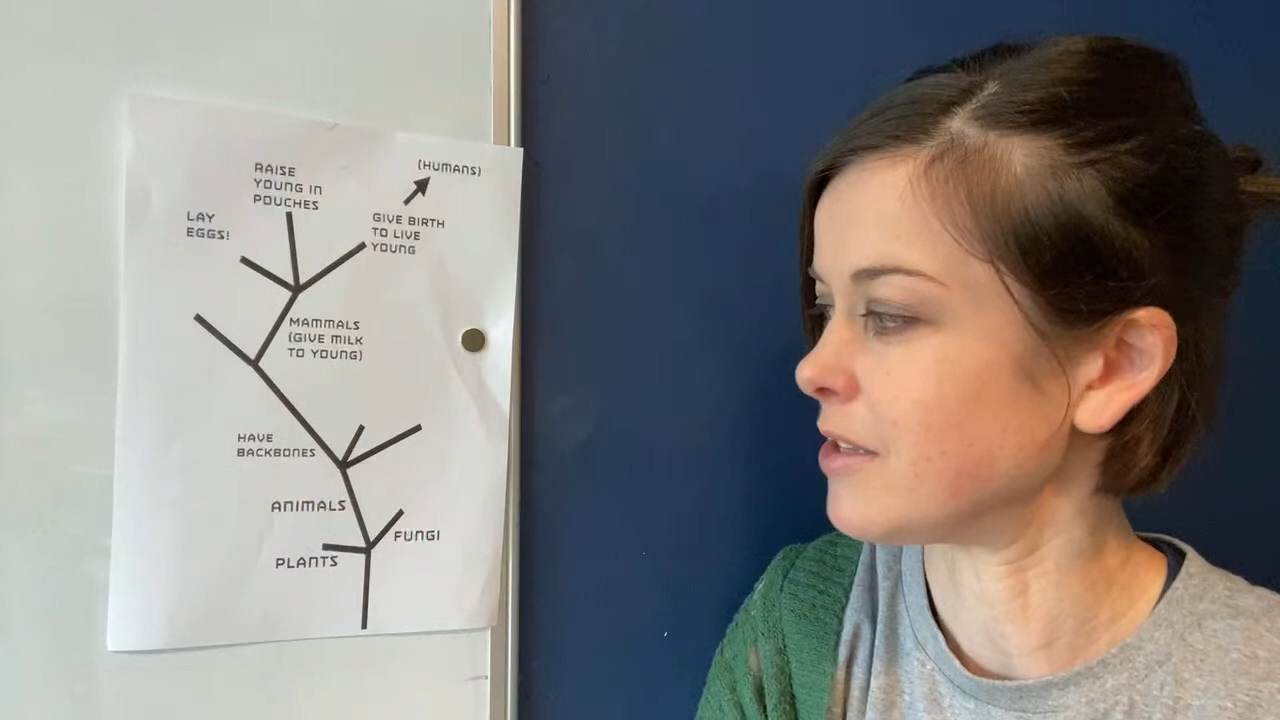 (HUMANS)
RAISE
YOUNG IN
POUCHES
LAY
EGGS!
GIVE BIRTH
TO LIVE
YOUNG
MAMMALS
(GIVE MILK
TO YOUNG)
HAVE
BACKBONES
ANIMALS
FUNGI
PLANTS